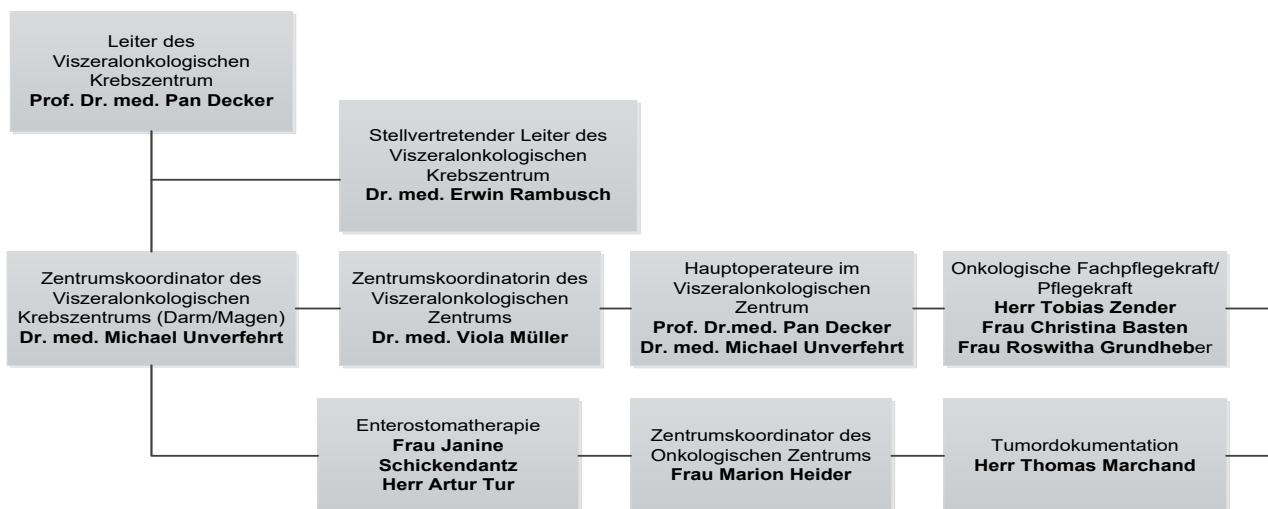 Leiter des
Viszeralonkologischen
Krebszentrum
Prof. Dr. med. Pan Decker
Stellvertretender Leiter des
Viszeralonkologischen
Krebszentrum
Dr. med. Erwin Rambusch
Zentrumskoordinator des
Viszeralonkologischen
Krebszentrums (Darm/Magen)
Dr. med. Michael Unverfehrt
Zentrumskoordinatorin des
Viszeralonkologischen
Zentrums
Dr. med. Viola Müller
Hauptoperateure im
Viszeralonkologischen
Zentrum
Prof. Dr.med. Pan Decker
Dr. med. Michael Unverfehrt
Onkologische Fachpflegekraft/
Pflegekraft
Herr Tobias Zender
Frau Christina Basten
Frau Roswitha Grundheber
Enterostomatherapie
Frau Janine
Schickendantz
Herr Artur Tur
Zentrumskoordinator des
Onkologischen Zentrums
Frau Marion Heider
Tumordokumentation
Herr Thomas Marchand